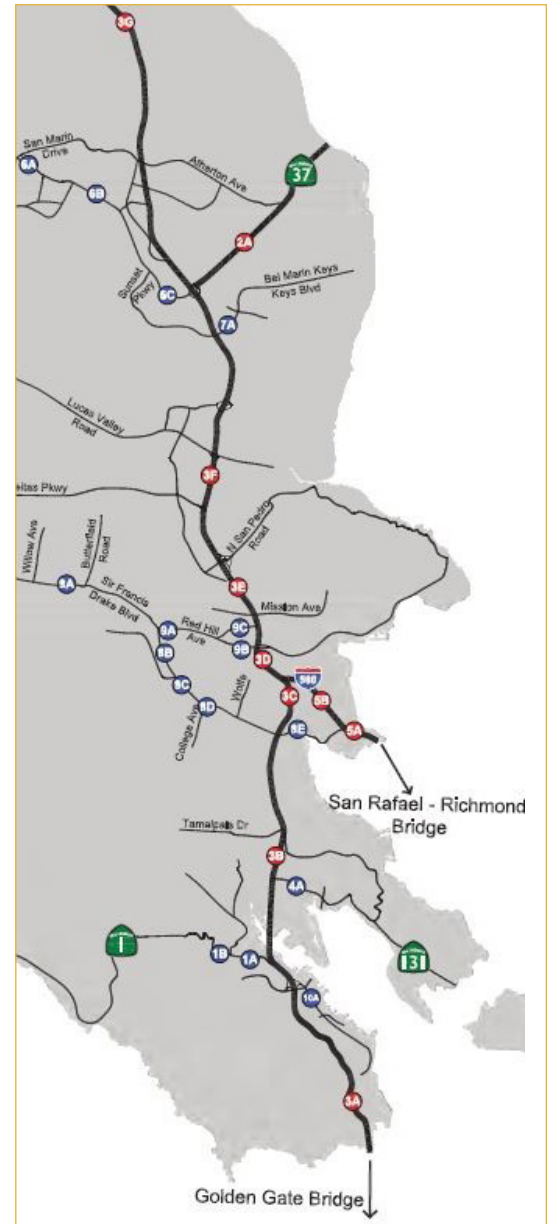 3G
San Marin
Drive
6A
6B
Atherton Ave
37
2A
Sunset
Pkwy
6C
Bel Marin Keys
Keys Blvd
7A
Lucas Valley
Road
3F
eitas Pkwy
N San Pedro
Road
Willow Ave
Butterfield
Road
3E
Sir Francis
Drake Blvd
Mission Ave
9A
Red Hill
Ave
9C
9B
8B
3D
580
3C
5B
5A
8D
College Ave
Wolfe
8E
San Rafael - Richmond
Bridge
Tamalpais Dr
3B
4A
1
1B
1A
131
10A
3A
Golden Gate Bridge